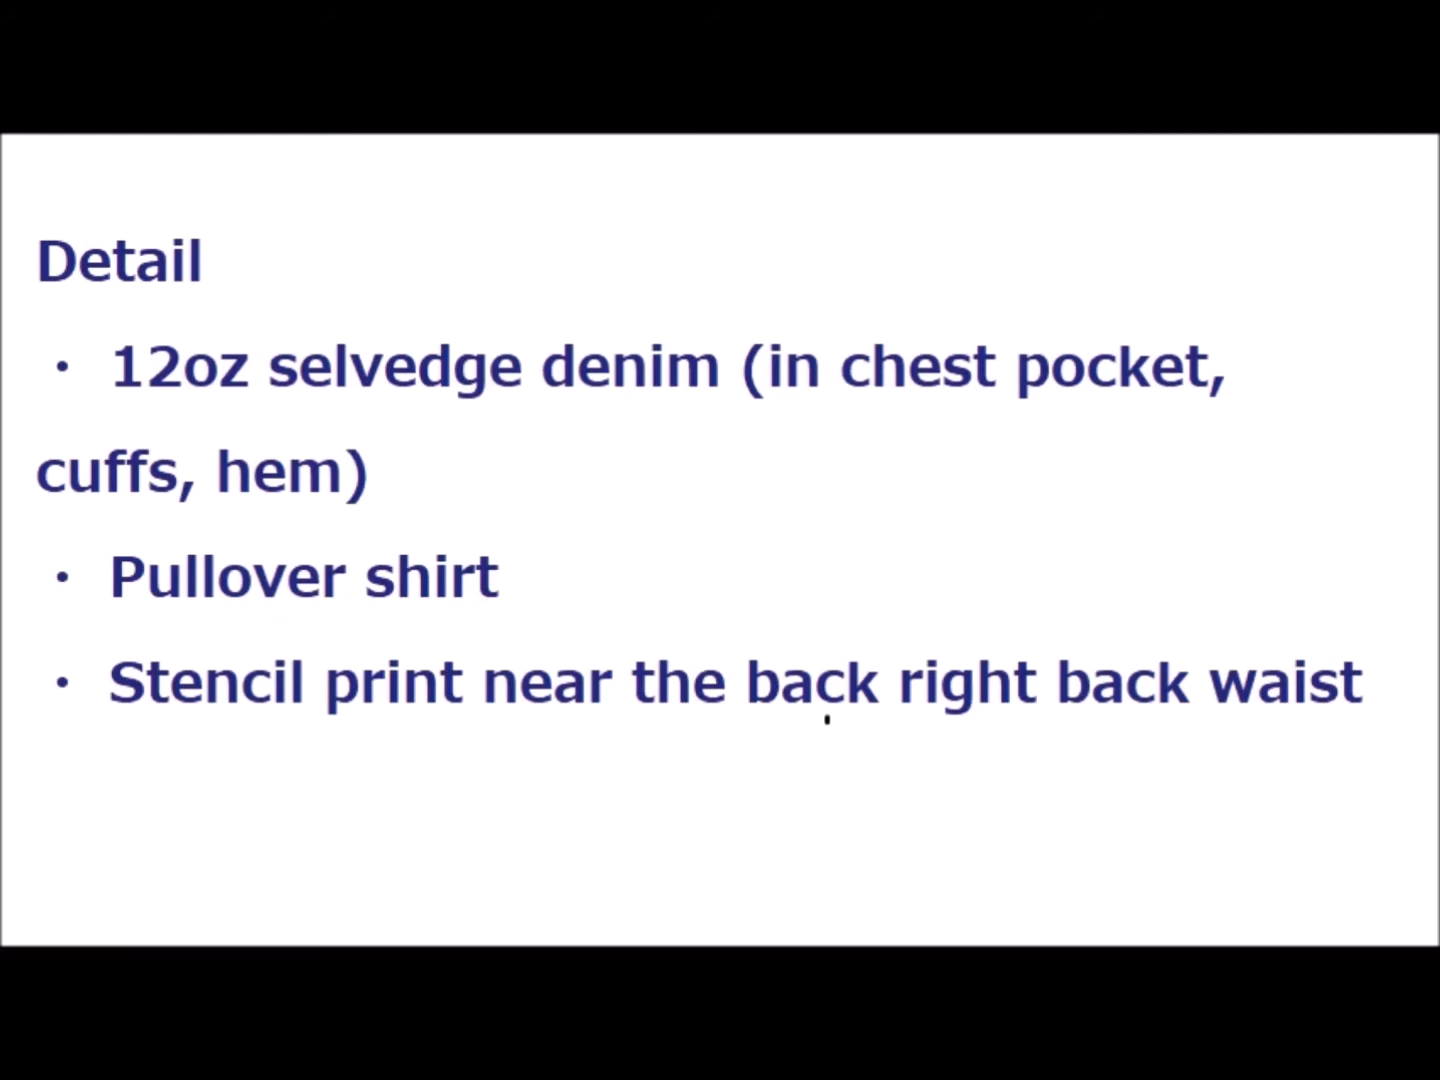 Detail
・ 12oz selvedge denim (in chest pocket,
cuffs, hem)
・ Pullover shirt
・ Stencil print near the back right back waist